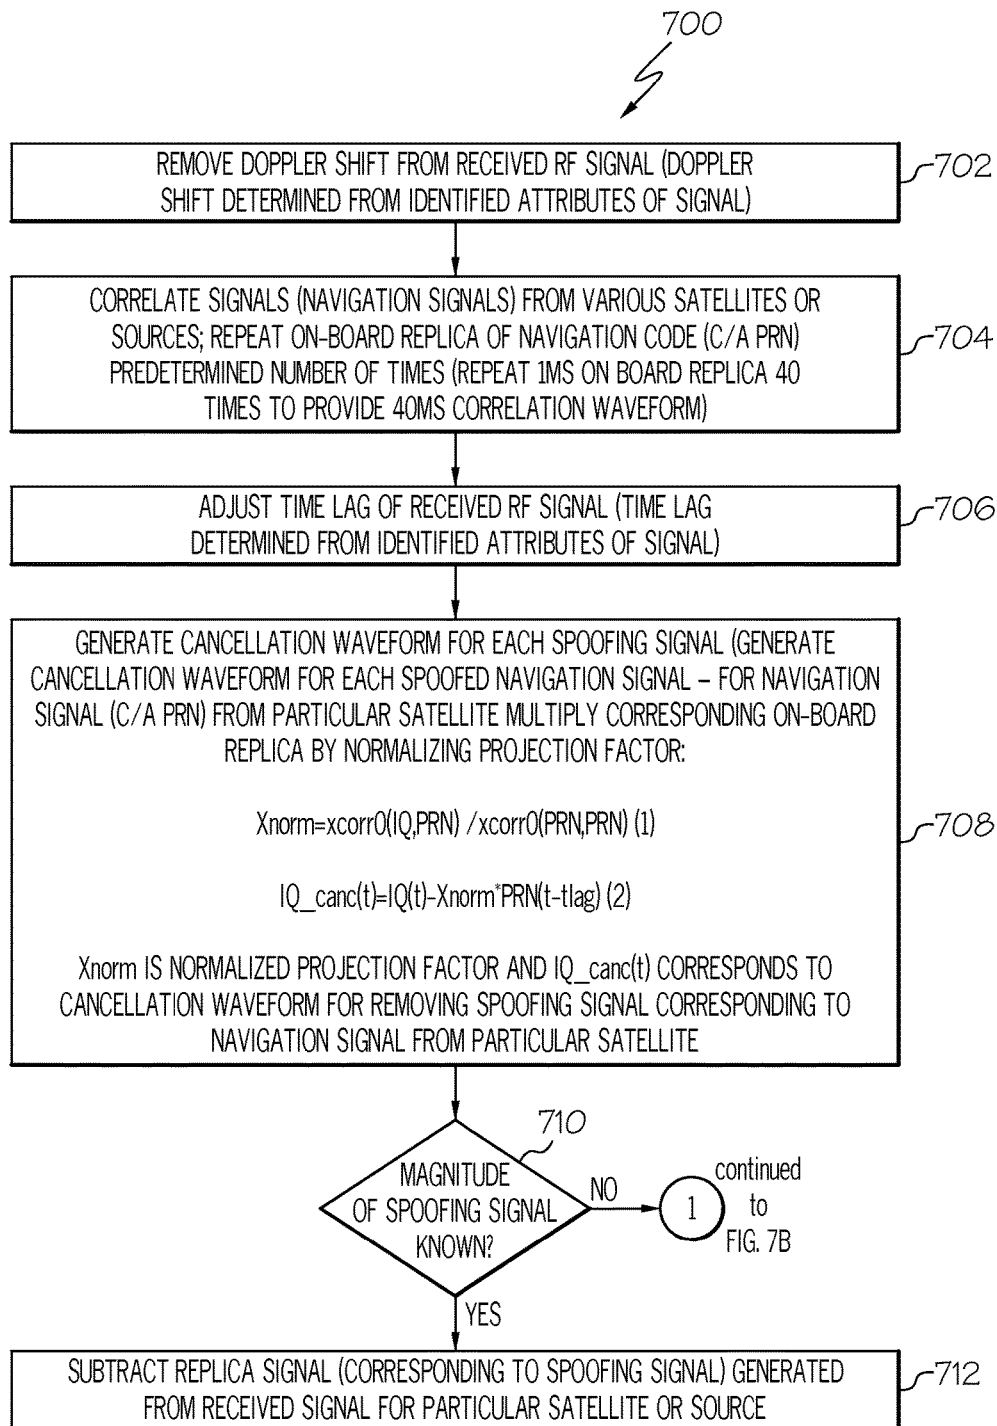 700
REMOVE DOPPLER SHIFT FROM RECEIVED RF SIGNAL (DOPPLER
SHIFT DETERMINED FROM IDENTIFIED ATTRIBUTES OF SIGNAL)
702
CORRELATE SIGNALS (NAVIGATION SIGNALS) FROM VARIOUS SATELLITES OR
SOURCES; REPEAT ON-BOARD REPLICA OF NAVIGATION CODE (C/A PRN)
PREDETERMINED NUMBER OF TIMES (REPEAT 1MS ON BOARD REPLICA 40
TIMES TO PROVIDE 40MS CORRELATION WAVEFORM)
704
ADJUST TIME LAG OF RECEIVED RF SIGNAL (TIME LAG
DETERMINED FROM IDENTIFIED ATTRIBUTES OF SIGNAL)
706
GENERATE CANCELLATION WAVEFORM FOR EACH SPOOFING SIGNAL (GENERATE
CANCELLATION WAVEFORM FOR EACH SPOOFED NAVIGATION SIGNAL – FOR NAVIGATION
SIGNAL (C/A PRN) FROM PARTICULAR SATELLITE MULTIPLY CORRESPONDING ON-BOARD
REPLICA BY NORMALIZING PROJECTION FACTOR:
Xnorm=xcorr0(IQ,PRN) /xcorr0(PRN,PRN) (1)
IQ_canc(t)=IQ(t)-Xnorm*PRN(t-tlag) (2)
Xnorm IS NORMALIZED PROJECTION FACTOR AND IQ_canc(t) CORRESPONDS TO
CANCELLATION WAVEFORM FOR REMOVING SPOOFING SIGNAL CORRESPONDING TO
NAVIGATION SIGNAL FROM PARTICULAR SATELLITE
708
710
MAGNITUDE
OF SPOOFING SIGNAL
KNOWN?
NO
1
continued
to
FIG. 7B
YES
SUBTRACT REPLICA SIGNAL (CORRESPONDING TO SPOOFING SIGNAL) GENERATED
FROM RECEIVED SIGNAL FOR PARTICULAR SATELLITE OR SOURCE
712